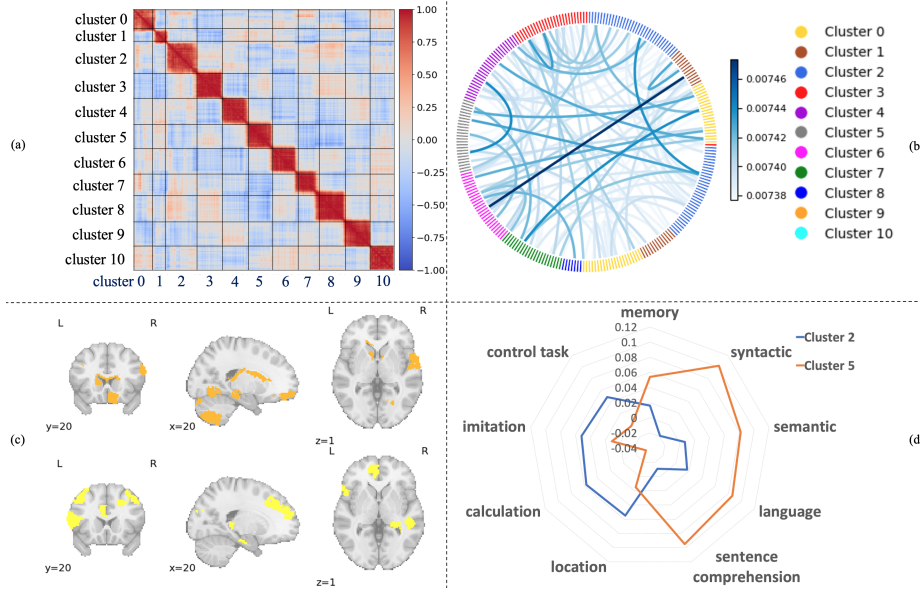 (a)
cluster 0
cluster 1
cluster 2
cluster 3
cluster 4
cluster 5
cluster 6
cluster 7
cluster 8
cluster 9
cluster 10
cluster 0 1 2 3 4 5 6 7 8 9 10
1.00
0.75
0.50
0.25
0.00
−0.25
−0.50
−0.75
−1.00
(b)
0.00746
0.00744
0.00742
0.00740
0.00738
Cluster 0
Cluster 1
Cluster 2
Cluster 3
Cluster 4
Cluster 5
Cluster 6
Cluster 7
Cluster 8
Cluster 9
Cluster 10
(c)
L R L R
y=20 x=20 z=1
L R L R
y=20 x=20 z=1
(d)
memory
syntactic
semantic
language
sentence
comprehension
location
calculation
imitation
control task
0.12
0.10
0.08
0.06
0.04
0.02
0
-0.02
-0.04
Cluster 2
Cluster 5